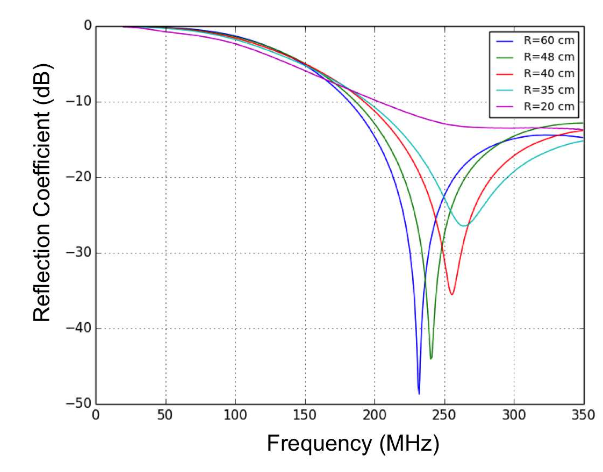 0
−10
−20
−30
−40
−50
Reflection Coefficient (dB)
R=60 cm
R=48 cm
R=40 cm
R=35 cm
R=20 cm
0 50 100 150 200 250 300 350
Frequency (MHz)